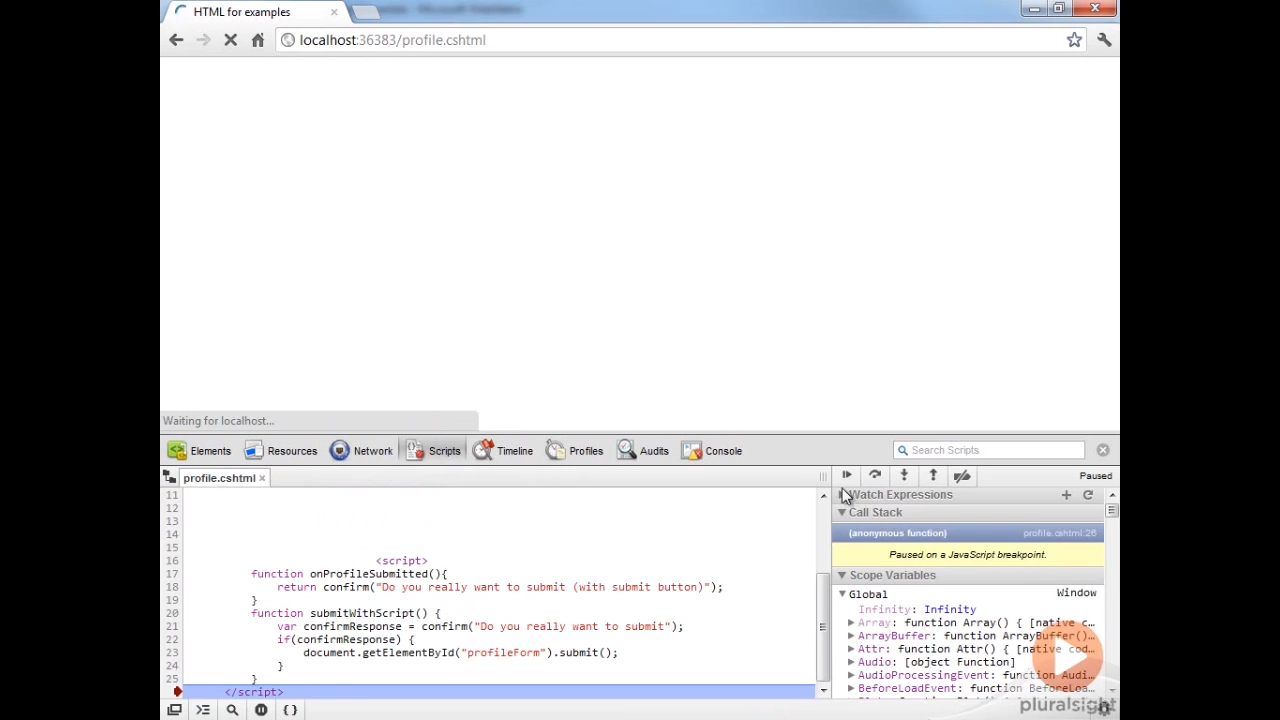 HTML for examples
localhost:36383/profile.cshtml
Waiting for localhost...
Elements Resources Network Scripts Timeline Profiles Audits Console Search Scripts
profile.cshtml Paused
11
12
13
14
15
16 <script>
17 function onProfileSubmitted(){
18 return confirm("Do you really want to submit (with submit button)");
19 }
20 function submitWithScript() {
21 var confirmResponse = confirm("Do you really want to submit");
22 if(confirmResponse) {
23 document.getElementById("profileForm").submit();
24 }
25 }
</script>
Watch Expressions
Call Stack
(anonymous function) profile.cshtml:26
Paused on a JavaScript breakpoint.
Scope Variables
Global Window
Infinity: Infinity
Array: function Array() { [native c...
ArrayBuffer: function ArrayBuffer()...
Attr: function Attr() { [native cod...
Audio: [object Function]
AudioProcessingEvent: function Audi...
BeforeLoadEvent: function BeforeLoa...
pluralsight